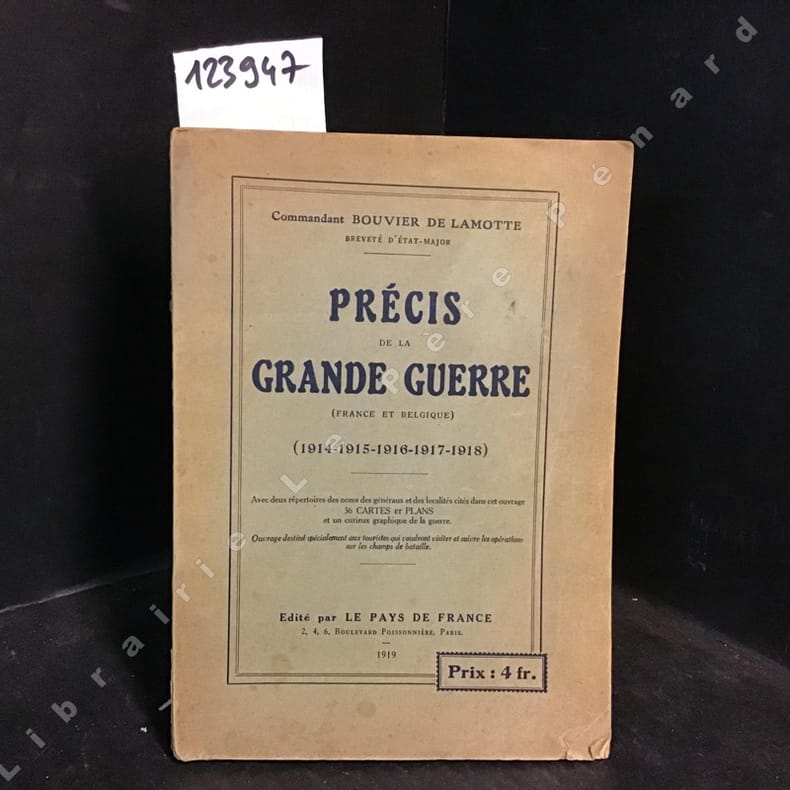 123947
Commandant BOUVIER DE LAMOTTE
BREVETÉ D'ÉTAT-MAJOR
PRÉCIS
DE LA
GRANDE GUERRE
(FRANCE ET BELGIQUE)
(1914-1915-1916-1917-1918)
Avec deux répertoires des noms des généraux et des localités cités dans cet ouvrage
36 CARTES ET PLANS
et un curieux graphique de la guerre.
Ouvrage destiné spécialement aux touristes qui voudront visiter et suivre les opérations
sur les champs de bataille.
Edité par LE PAYS DE FRANCE
2, 4, 6, BOULEVARD POISSONNIÈRE, PARIS.
1919
Prix : 4 fr.
Librairie Le Père Pénard